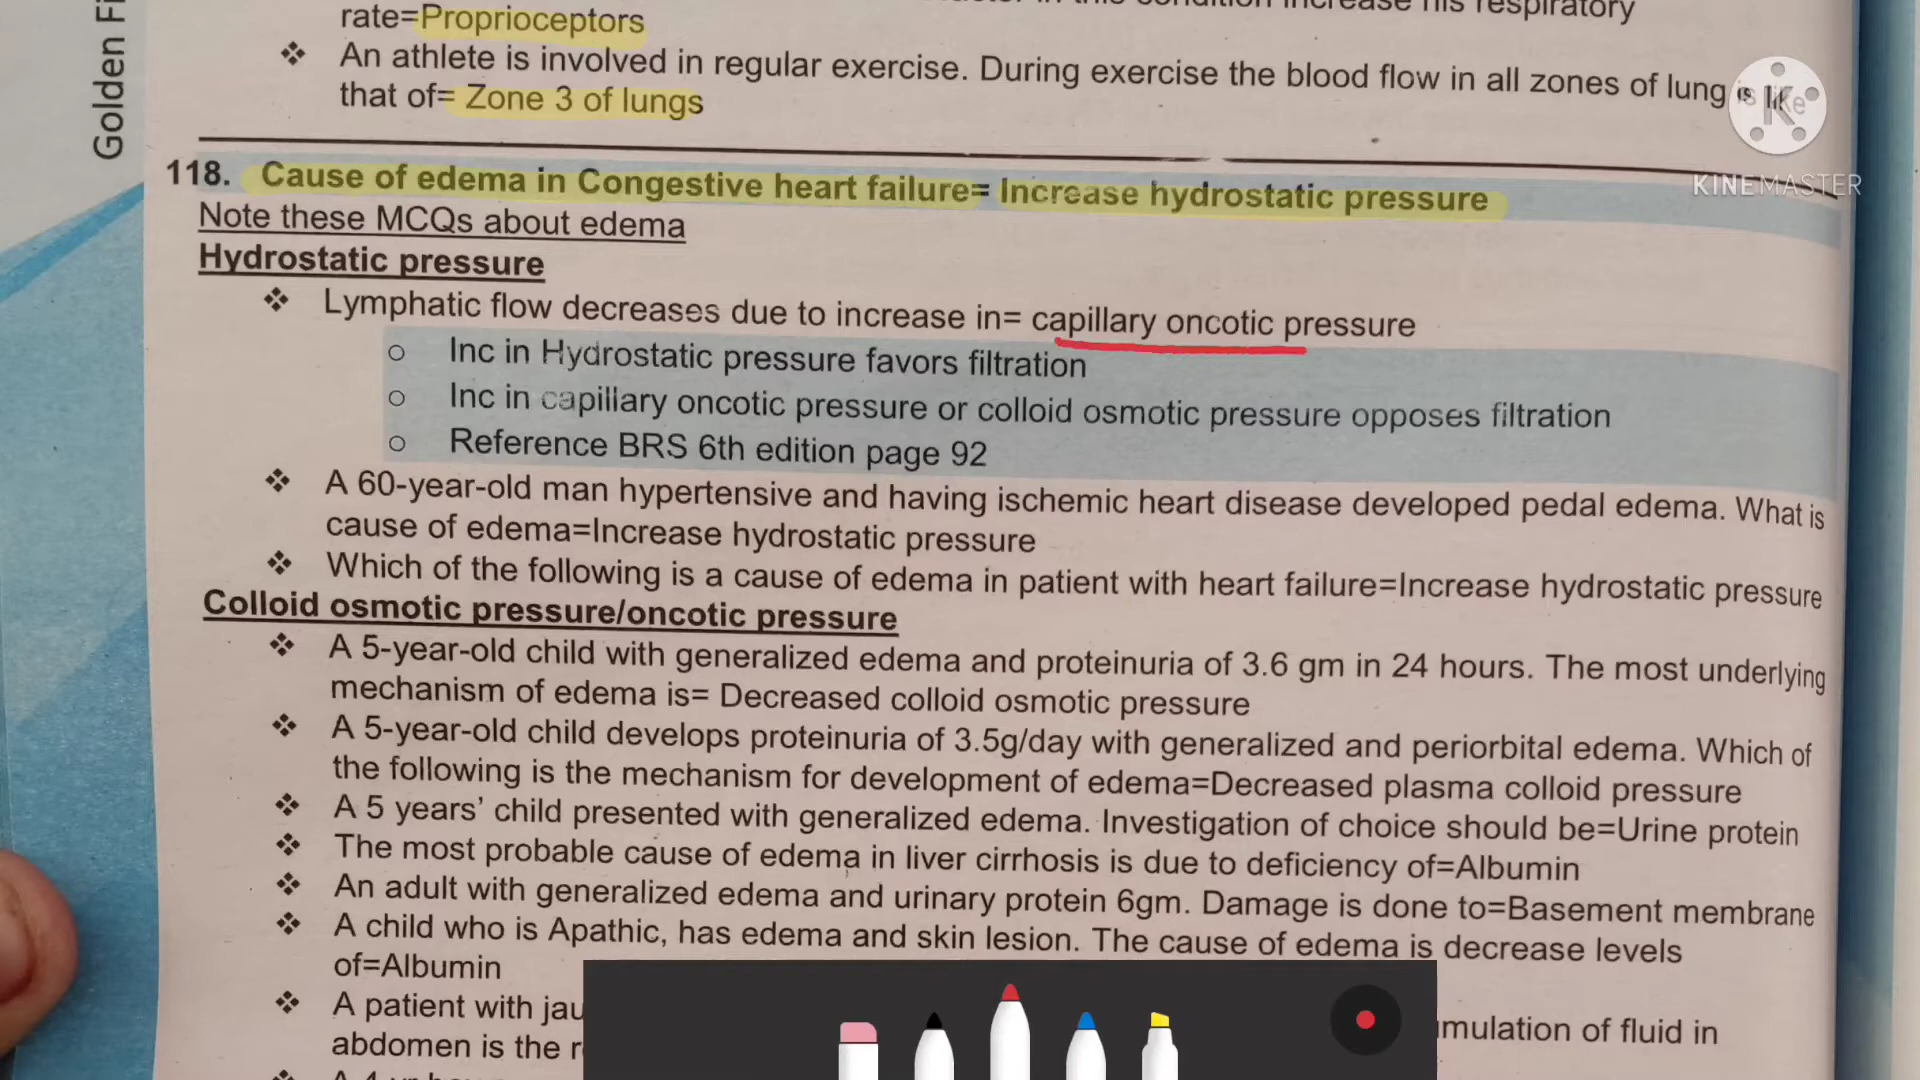 Golden Fi
rate=Proprioceptors
in this condition increase his respiratory
❖ An athlete is involved in regular exercise. During exercise the blood flow in all zones of lung is like
that of= Zone 3 of lungs
KINEMASTER
118. Cause of edema in Congestive heart failure= Increase hydrostatic pressure
Note these MCQs about edema
Hydrostatic pressure
❖ Lymphatic flow decreases due to increase in= capillary oncotic pressure
o Inc in Hydrostatic pressure favors filtration
o Inc in capillary oncotic pressure or colloid osmotic pressure opposes filtration
o Reference BRS 6th edition page 92
❖ A 60-year-old man hypertensive and having ischemic heart disease developed pedal edema. What is
cause of edema=Increase hydrostatic pressure
❖ Which of the following is a cause of edema in patient with heart failure=Increase hydrostatic pressure
Colloid osmotic pressure/oncotic pressure
❖ A 5-year-old child with generalized edema and proteinuria of 3.6 gm in 24 hours. The most underlying
mechanism of edema is= Decreased colloid osmotic pressure
❖ A 5-year-old child develops proteinuria of 3.5g/day with generalized and periorbital edema. Which of
the following is the mechanism for development of edema=Decreased plasma colloid pressure
❖ A 5 years' child presented with generalized edema. Investigation of choice should be=Urine protein
❖ The most probable cause of edema in liver cirrhosis is due to deficiency of=Albumin
❖ An adult with generalized edema and urinary protein 6gm. Damage is done to=Basement membrane
❖ A child who is Apathic, has edema and skin lesion. The cause of edema is decrease levels
of=Albumin
❖ A patient with jau mulation of fluid in
abdomen is the r